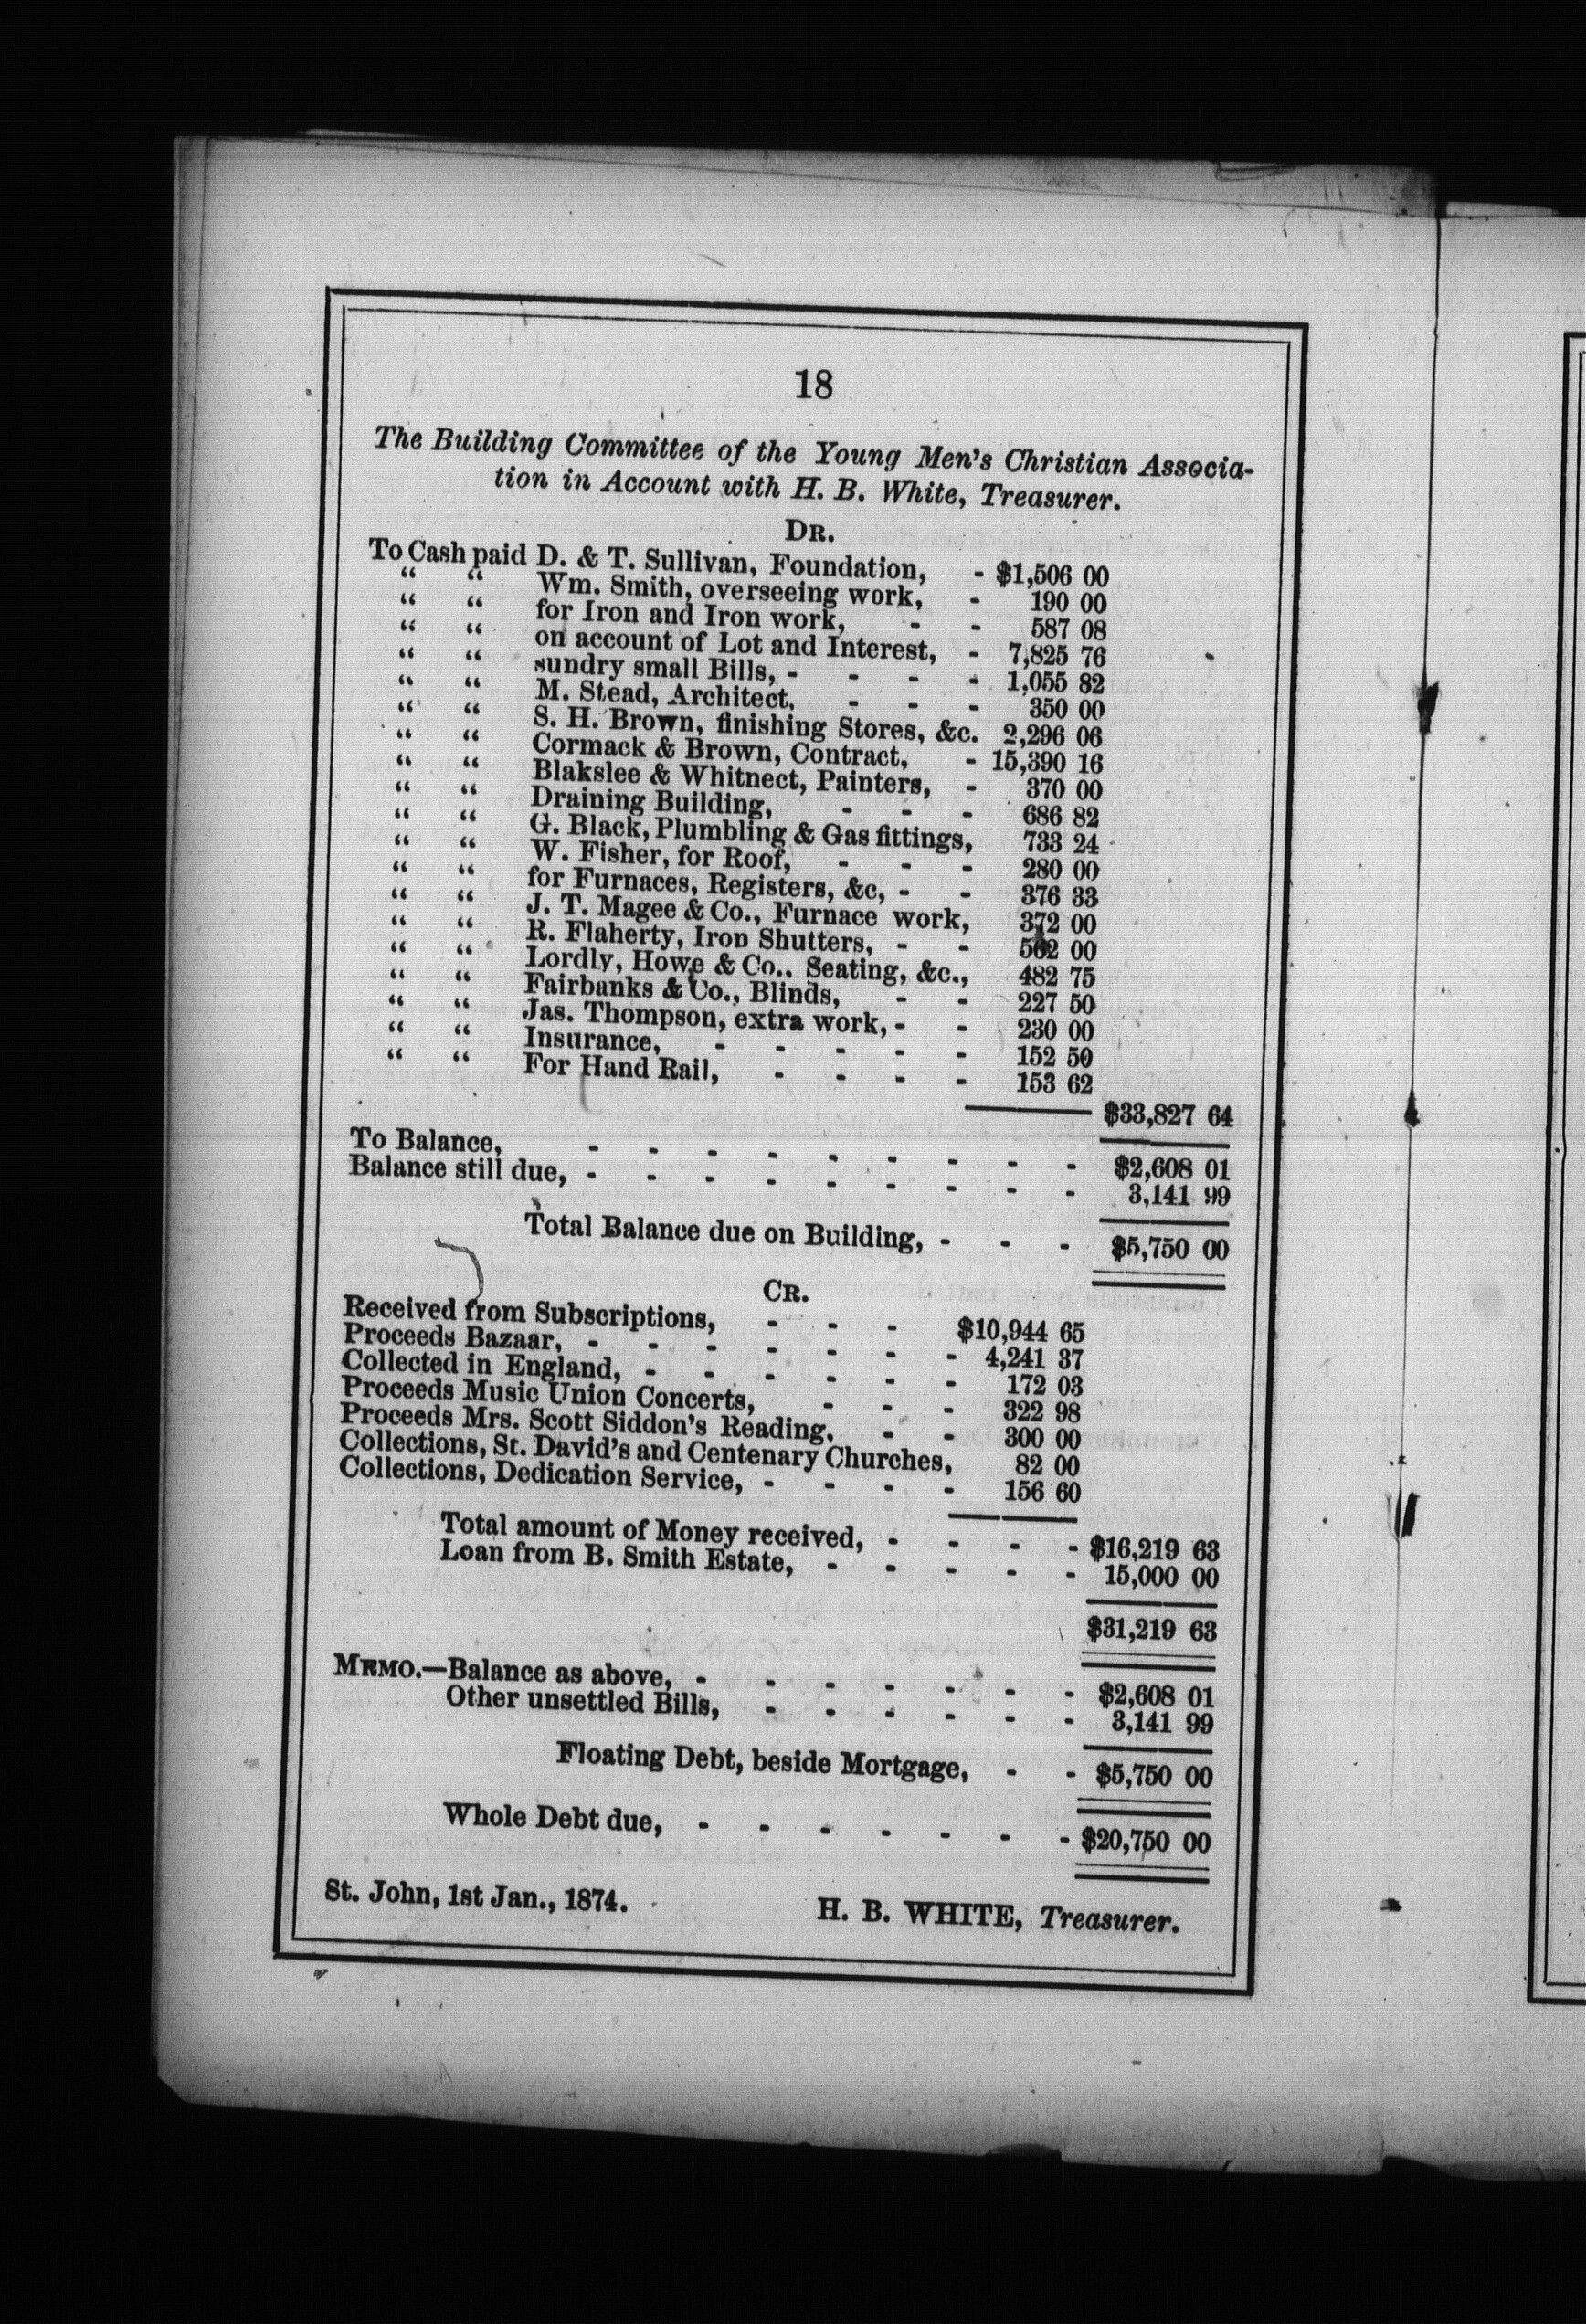 18
The Building Committee of the Young Men's Christian Associa-
tion in Account with H. B. White, Treasurer.
DR.
To Cash paid D. & T. Sullivan, Foundation, - $1,506 00
“ “ Wm. Smith, overseeing work, - 190 00
“ “ for Iron and Iron work, - - 587 08
“ “ on account of Lot and Interest, - 7,825 76
“ “ sundry small Bills, - - - - 1,055 82
“ “ M. Stead, Architect. - - - 350 00
“ “ S. H. Brown, finishing Stores, &c. 2,296 06
“ “ Cormack & Brown, Contract, - 15,390 16
“ “ Blakslee & Whitnect, Painters, - 370 00
“ “ Draining Building, - - - 686 82
“ “ G. Black, Plumbling & Gas fittings, 733 24
“ “ W. Fisher, for Roof, - - - 280 00
“ “ for Furnaces, Registers, &c, - - 376 33
“ “ J. T. Magee & Co., Furnace work, 372 00
“ “ R. Flaherty, Iron Shutters, - - 562 00
“ “ Lordly, Howe & Co., Seating, &c., 482 75
“ “ Fairbanks & Co., Blinds, - - 227 50
“ “ Jas. Thompson, extra work, - - 230 00
“ “ Insurance, - - - - - 152 50
“ “ For Hand Rail, - - - - 153 62
$33,827 64
To Balance, - - - - - - - - - $2,608 01
Balance still due, - - - - - - - - - 3,141 99
Total Balance due on Building, - - - $5,750 00
CR.
Received from Subscriptions, - - - $10,944 65
Proceeds Bazaar, - - - - - - - 4,241 37
Collected in England, - - - - - - 172 03
Proceeds Music Union Concerts, - - - 322 98
Proceeds Mrs. Scott Siddon's Reading, - - 300 00
Collections, St. David's and Centenary Churches, 82 00
Collections, Dedication Service, - - - - 156 60
Total amount of Money received, - - - - $16,219 63
Loan from B. Smith Estate, - - - - - 15,000 00
$31,219 63
MEMO.—Balance as above, - - - - - - - $2,608 01
Other unsettled Bills, - - - - - - 3,141 99
Floating Debt, beside Mortgage, - - $5,750 00
Whole Debt due, - - - - - - - $20,750 00
St. John, 1st Jan., 1874.
H. B. WHITE, Treasurer.